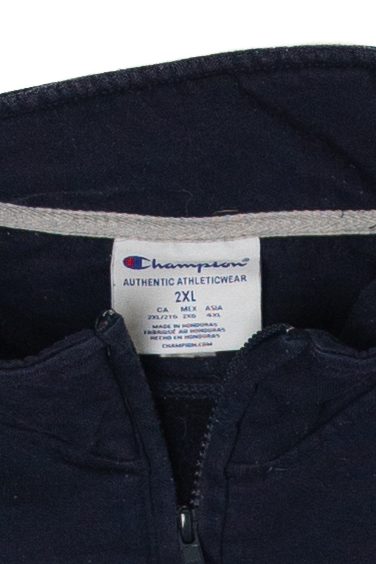 Champion
AUTHENTIC ATHLETICWEAR
2XL
CA MEX ASIA
2XL/2TG 2XG 4XL
MADE IN HONDURAS
FABRIQUÉ AU HONDURAS
HECHO EN HONDURAS
CHAMPION.COM